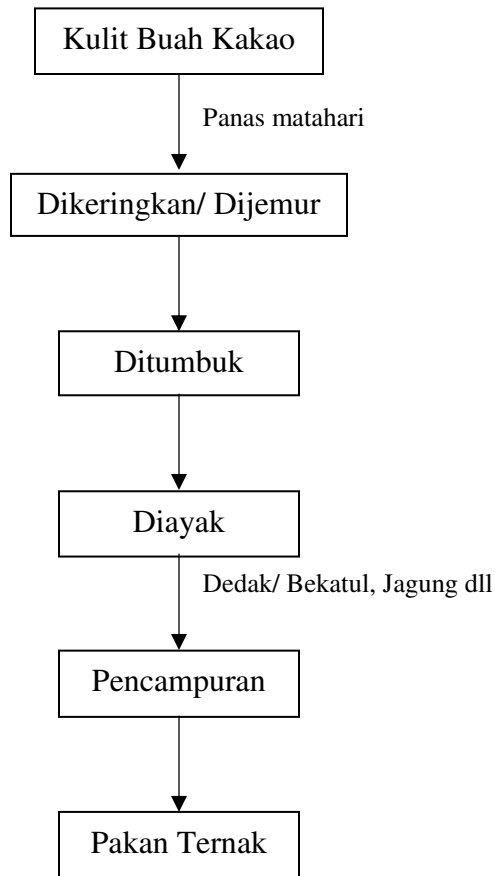 Kulit Buah Kakao
Panas matahari
Dikeringkan/ Dijemur
Ditumbuk
Diayak
Dedak/ Bekatul, Jagung dll
Pencampuran
Pakan Ternak